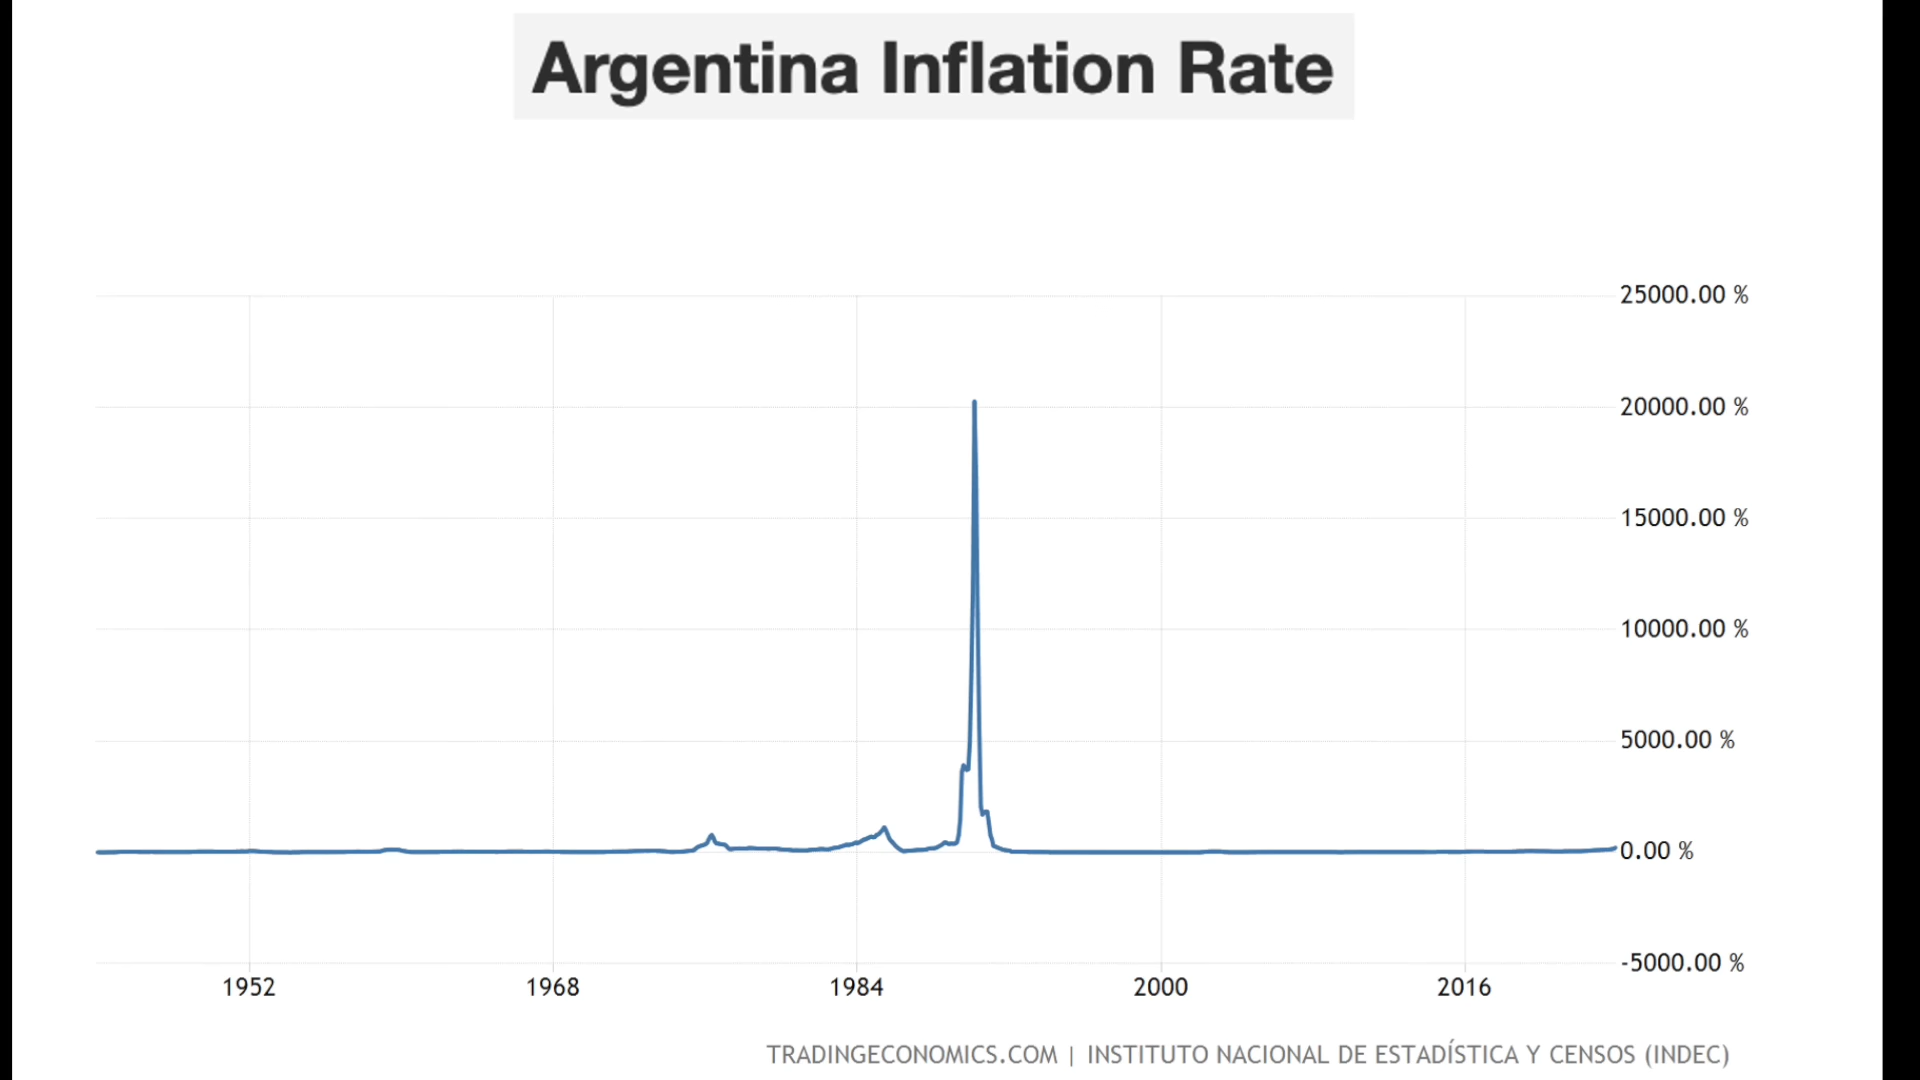 Argentina Inflation Rate
25000.00 %
20000.00 %
15000.00 %
10000.00 %
5000.00 %
0.00 %
-5000.00 %
1952 1968 1984 2000 2016
TRADINGECONOMICS.COM | INSTITUTO NACIONAL DE ESTADÍSTICA Y CENSOS (INDEC)